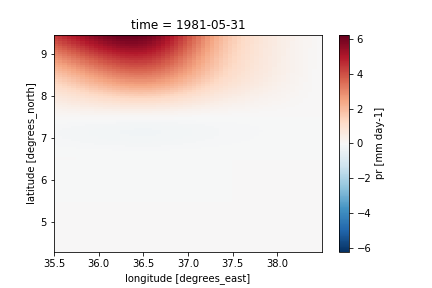 time = 1981-05-31
9
8
7
6
5
latitude [degrees_north]
35.5 36.0 36.5 37.0 37.5 38.0
longitude [degrees_east]
6
4
2
0
−2
−4
−6
pr [mm day-1]